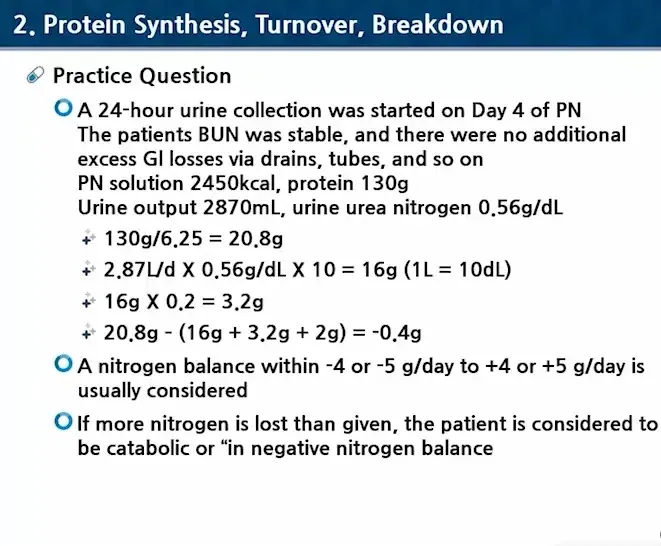 2. Protein Synthesis, Turnover, Breakdown
Practice Question
A 24-hour urine collection was started on Day 4 of PN
The patients BUN was stable, and there were no additional
excess GI losses via drains, tubes, and so on
PN solution 2450kcal, protein 130g
Urine output 2870mL, urine urea nitrogen 0.56g/dL
130g/6.25 = 20.8g
2.87L/d X 0.56g/dL X 10 = 16g (1L = 10dL)
16g X 0.2 = 3.2g
20.8g - (16g + 3.2g + 2g) = -0.4g
A nitrogen balance within -4 or -5 g/day to +4 or +5 g/day is
usually considered
If more nitrogen is lost than given, the patient is considered to
be catabolic or “in negative nitrogen balance